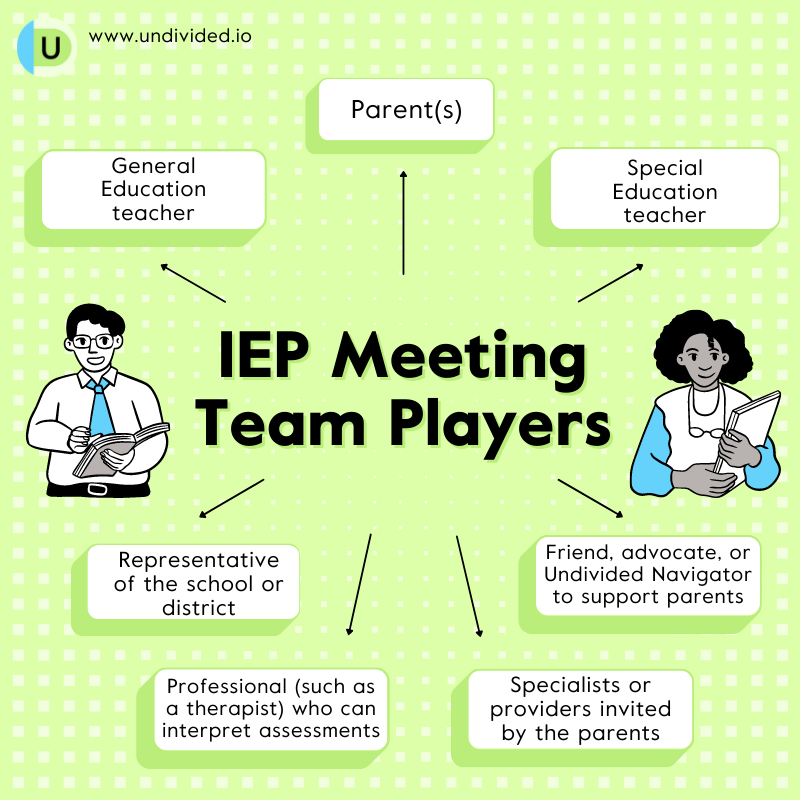 U
www.undivided.io
Parent(s)
General
Education
teacher
Special
Education
teacher
IEP Meeting
Team Players
Representative
of the school or
district
Friend, advocate, or
Undivided Navigator
to support parents
Professional (such as
a therapist) who can
interpret assessments
Specialists or
providers invited
by the parents